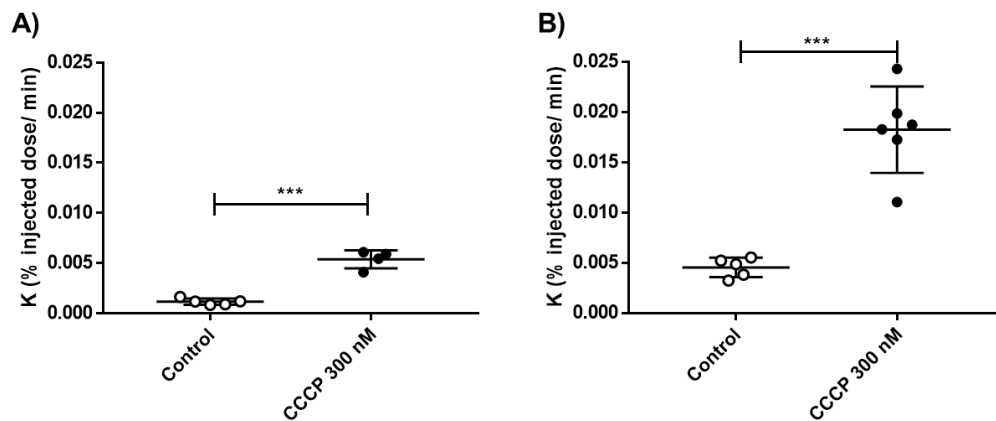 A)
K (% injected dose/ min)
0.025
0.020
0.015
0.010
0.005
0.000
***
Control
CCCP 300 nM
B)
K (% injected dose/ min)
0.025
0.020
0.015
0.010
0.005
0.000
***
Control
CCCP 300 nM